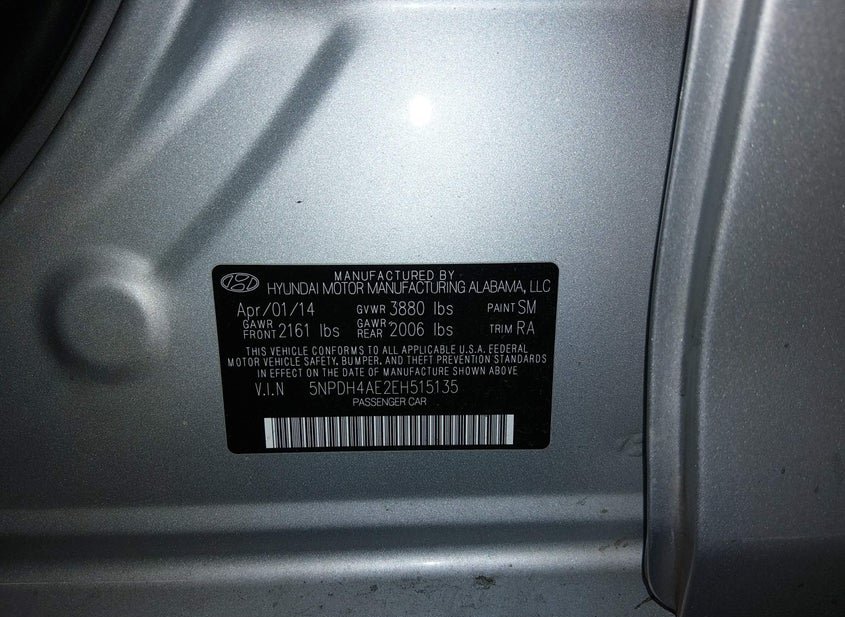 MANUFACTURED BY
HYUNDAI MOTOR MANUFACTURING ALABAMA, LLC
Apr/01/14 GVWR 3880 lbs PAINT SM
GAWR FRONT 2161 lbs GAWR REAR 2006 lbs TRIM RA
THIS VEHICLE CONFORMS TO ALL APPLICABLE U.S.A. FEDERAL
MOTOR VEHICLE SAFETY, BUMPER, AND THEFT PREVENTION STANDARDS
IN EFFECT ON THE DATE OF MANUFACTURE SHOWN ABOVE.
V.I.N 5NPDH4AE2EH515135
PASSENGER CAR